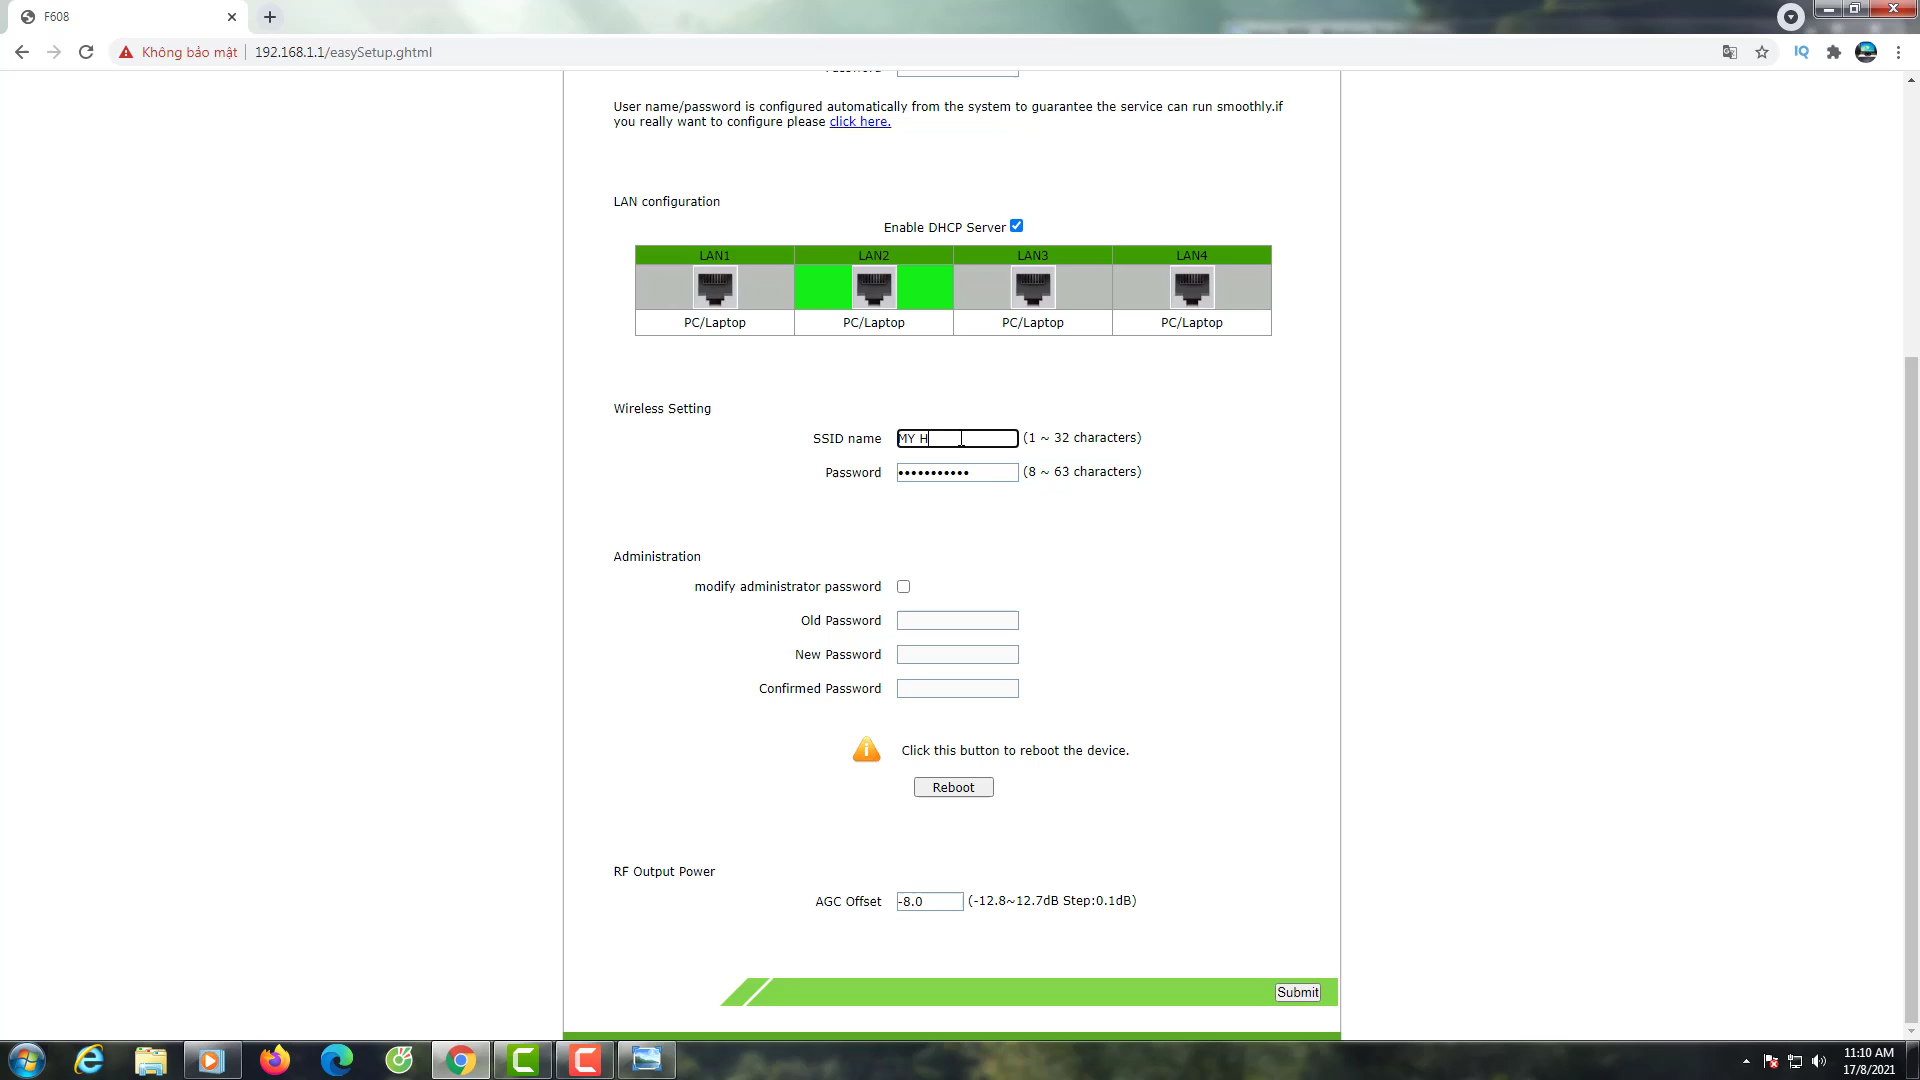 F608
Không bảo mật
192.168.1.1/easySetup.ghtml
IQ
User name/password is configured automatically from the system to guarantee the service can run smoothly.if
you really want to configure please click here.
LAN configuration
Enable DHCP Server
LAN1 LAN2 LAN3 LAN4
PC/Laptop PC/Laptop PC/Laptop PC/Laptop
Wireless Setting
SSID name MY H (1 ~ 32 characters)
Password ••••••••••• (8 ~ 63 characters)
Administration
modify administrator password
Old Password
New Password
Confirmed Password
Click this button to reboot the device.
Reboot
RF Output Power
AGC Offset -8.0 (-12.8~12.7dB Step:0.1dB)
Submit
11:10 AM
17/8/2021